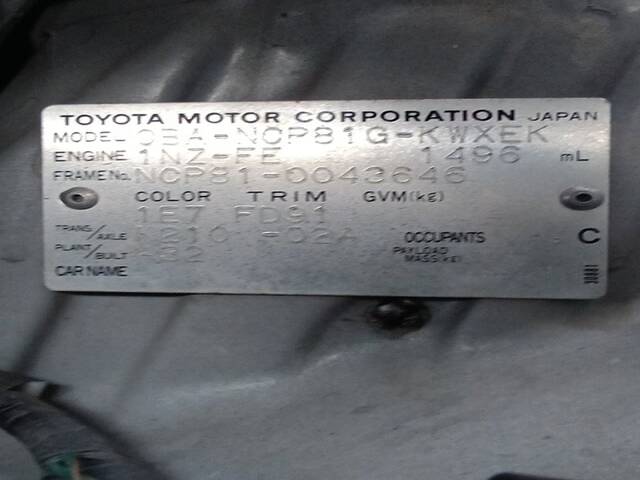 TOYOTA MOTOR CORPORATION JAPAN
MODEL CBA-NCP81G-KWXEK
ENGINE 1NZ-FE 1496 mL
FRAME No. NCP81-0043646
COLOR TRIM GVM(kg)
1E7 FD91
TRANS/AXLE -02A OCCUPANTS C
PLANT/BUILT PAYLOAD MASS(KG)
CAR NAME